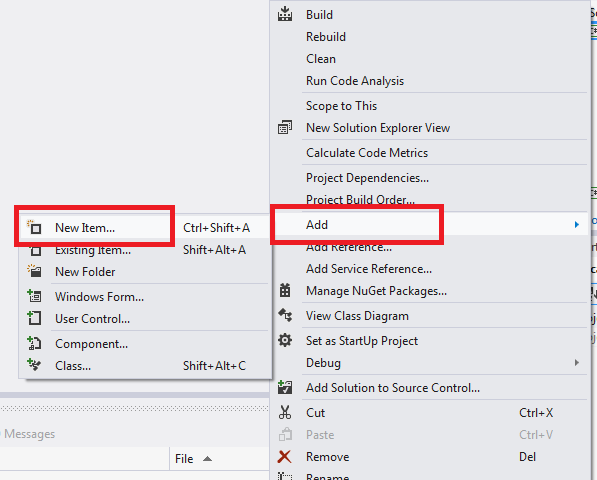 Build
Rebuild
Clean
Run Code Analysis
Scope to This
New Solution Explorer View
Calculate Code Metrics
Project Dependencies...
Project Build Order...
Add
Add Reference...
Add Service Reference...
Manage NuGet Packages...
View Class Diagram
Set as StartUp Project
Debug
Add Solution to Source Control...
Cut Ctrl+X
Paste Ctrl+V
Remove Del
Rename
New Item... Ctrl+Shift+A
Existing Item... Shift+Alt+A
New Folder
Windows Form...
User Control...
Component...
Class... Shift+Alt+C
Messages
File